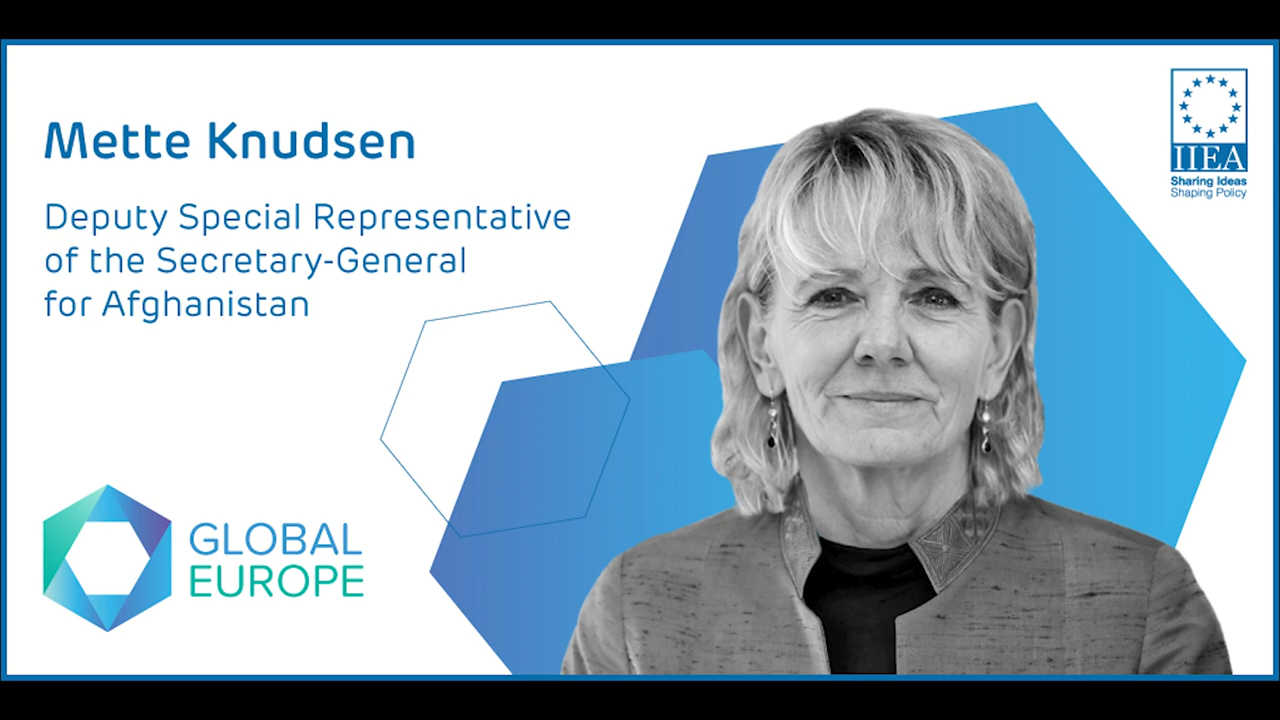 Mette Knudsen
Deputy Special Representative
of the Secretary-General
for Afghanistan
GLOBAL
EUROPE
IIEA
Sharing Ideas
Shaping Policy